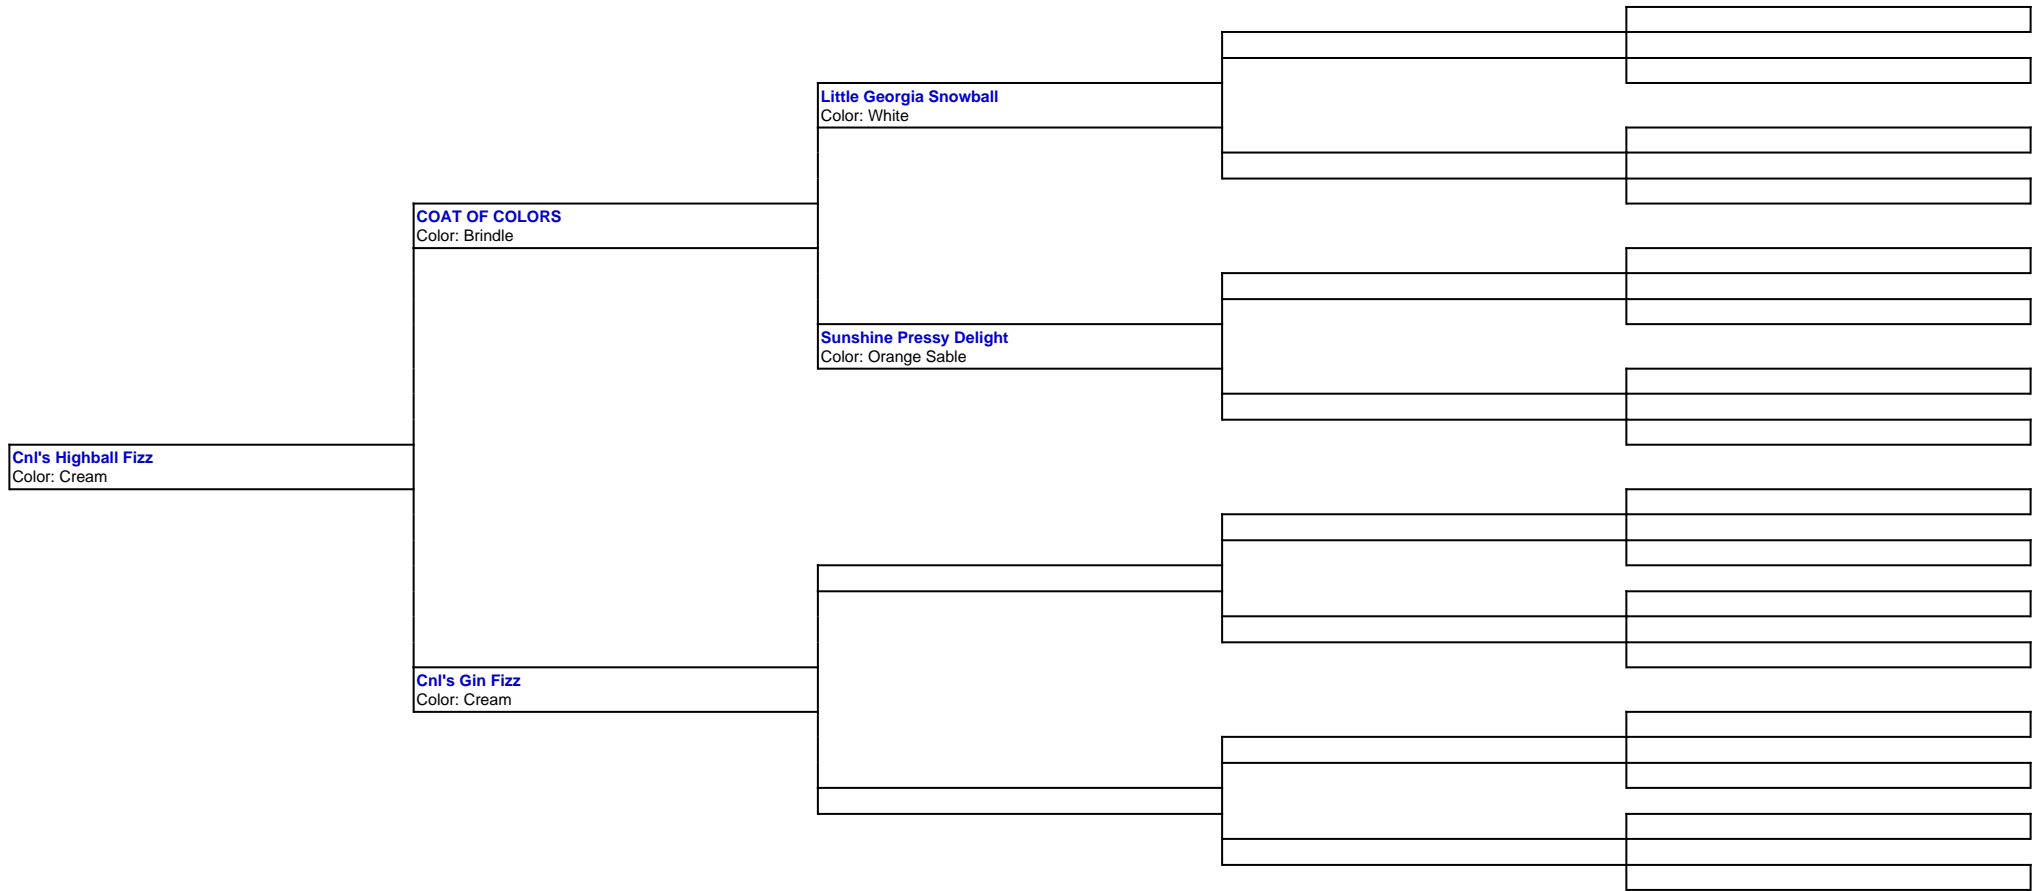 Little Georgia Snowball
Color: White
COAT OF COLORS
Color: Brindle
Sunshine Pressy Delight
Color: Orange Sable
Cnl's Highball Fizz
Color: Cream
Cnl's Gin Fizz
Color: Cream